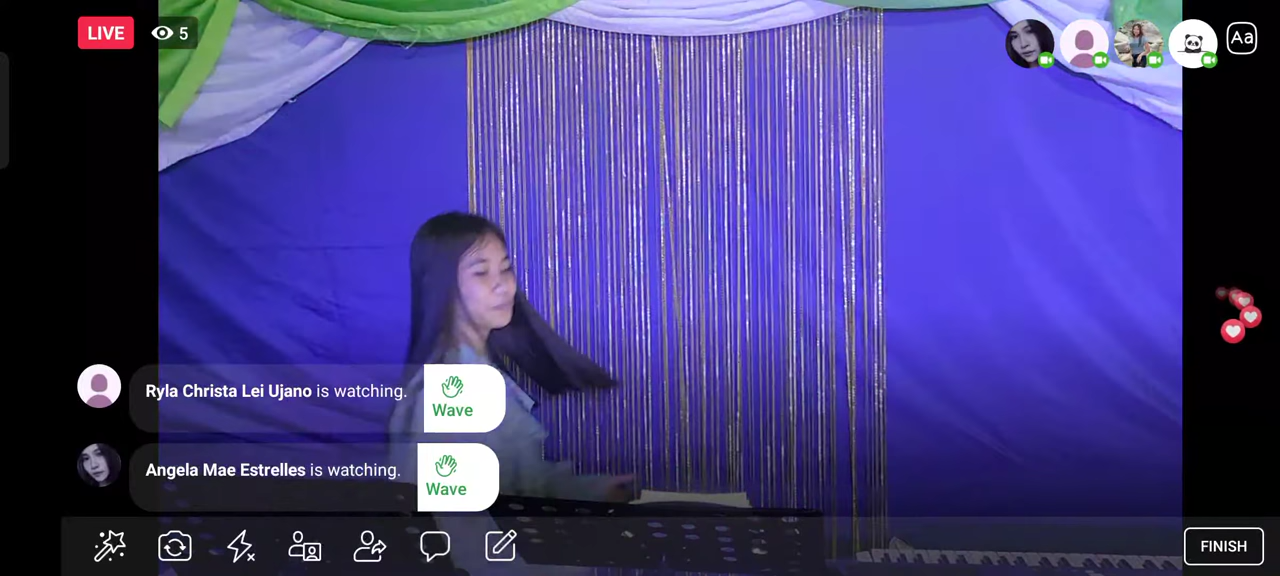 LIVE
5
Aa
Ryla Christa Lei Ujano is watching.
Wave
Angela Mae Estrelles is watching.
Wave
FINISH